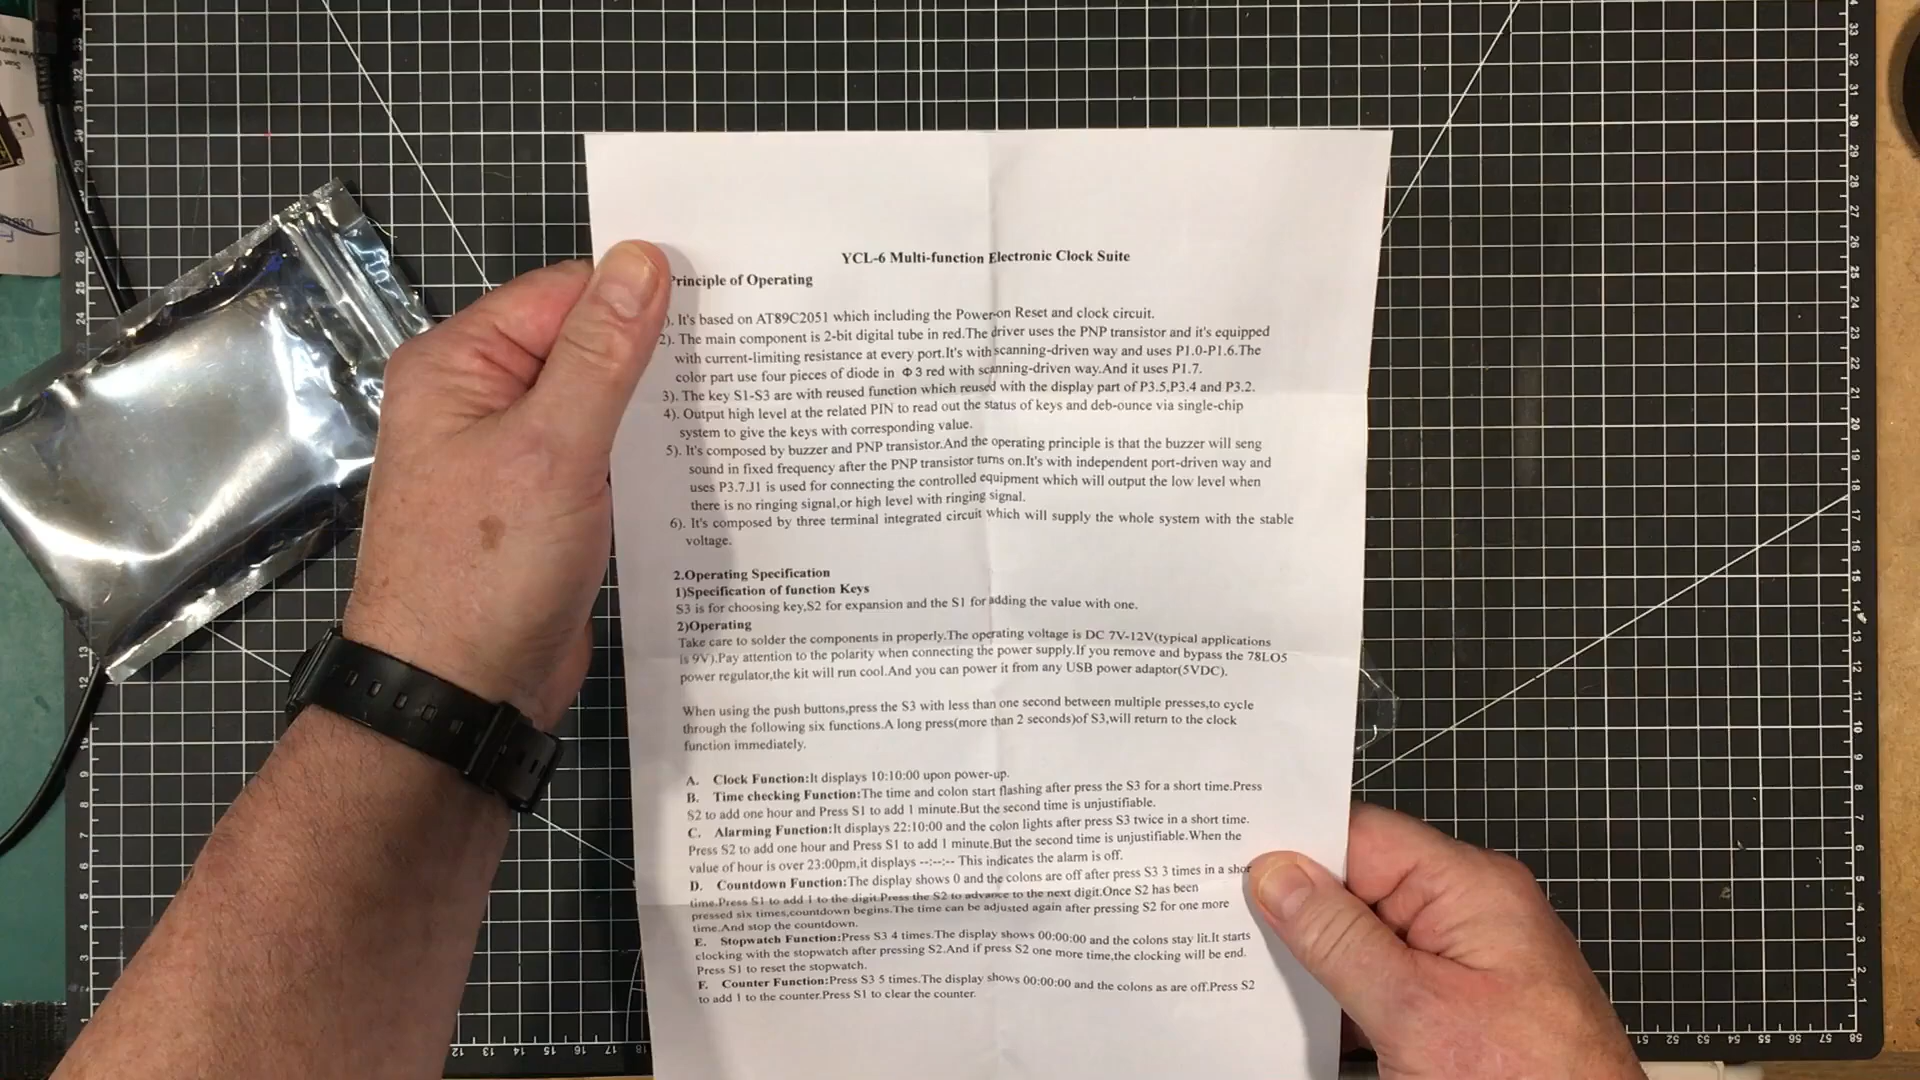 YCL-6 Multi-function Electronic Clock Suite
Principle of Operating
). It's based on AT89C2051 which including the Power-on Reset and clock circuit.
2). The main component is 2-bit digital tube in red.The driver uses the PNP transistor and it's equipped
with current-limiting resistance at every port.It's with scanning-driven way and uses P1.0-P1.6.The
color part use four pieces of diode in Φ3 red with scanning-driven way.And it uses P1.7.
3). The key S1-S3 are with reused function which reused with the display part of P3.5,P3.4 and P3.2.
4). Output high level at the related PIN to read out the status of keys and deb-ounce via single-chip
system to give the keys with corresponding value.
5). It's composed by buzzer and PNP transistor.And the operating principle is that the buzzer will seng
sound in fixed frequency after the PNP transistor turns on.It's with independent port-driven way and
uses P3.7.J1 is used for connecting the controlled equipment which will output the low level when
there is no ringing signal,or high level with ringing signal.
6). It's composed by three terminal integrated circuit which will supply the whole system with the stable
voltage.
2.Operating Specification
1)Specification of function Keys
S3 is for choosing key,S2 for expansion and the S1 for adding the value with one.
2)Operating
Take care to solder the components in properly.The operating voltage is DC 7V-12V(typical applications
is 9V).Pay attention to the polarity when connecting the power supply.If you remove and bypass the 78LO5
power regulator,the kit will run cool.And you can power it from any USB power adaptor(5VDC).
When using the push buttons,press the S3 with less than one second between multiple presses,to cycle
through the following six functions.A long press(more than 2 seconds)of S3,will return to the clock
function immediately.
A. Clock Function:It displays 10:10:00 upon power-up.
B. Time checking Function:The time and colon start flashing after press the S3 for a short time.Press
S2 to add one hour and Press S1 to add 1 minute.But the second time is unjustifiable.
C. Alarming Function:It displays 22:10:00 and the colon lights after press S3 twice in a short time.
Press S2 to add one hour and Press S1 to add 1 minute.But the second time is unjustifiable.When the
value of hour is over 23:00pm,it displays --:--:-- This indicates the alarm is off.
D. Countdown Function:The display shows 0 and the colons are off after press S3 3 times in a shor
time.Press S1 to add 1 to the digit.Press the S2 to advance to the next digit.Once S2 has been
pressed six times,countdown begins.The time can be adjusted again after pressing S2 for one more
time.And stop the countdown.
E. Stopwatch Function:Press S3 4 times.The display shows 00:00:00 and the colons stay lit.It starts
clocking with the stopwatch after pressing S2.And if press S2 one more time,the clocking will be end.
Press S1 to reset the stopwatch.
F. Counter Function:Press S3 5 times.The display shows 00:00:00 and the colons as are off.Press S2
to add 1 to the counter.Press S1 to clear the counter.